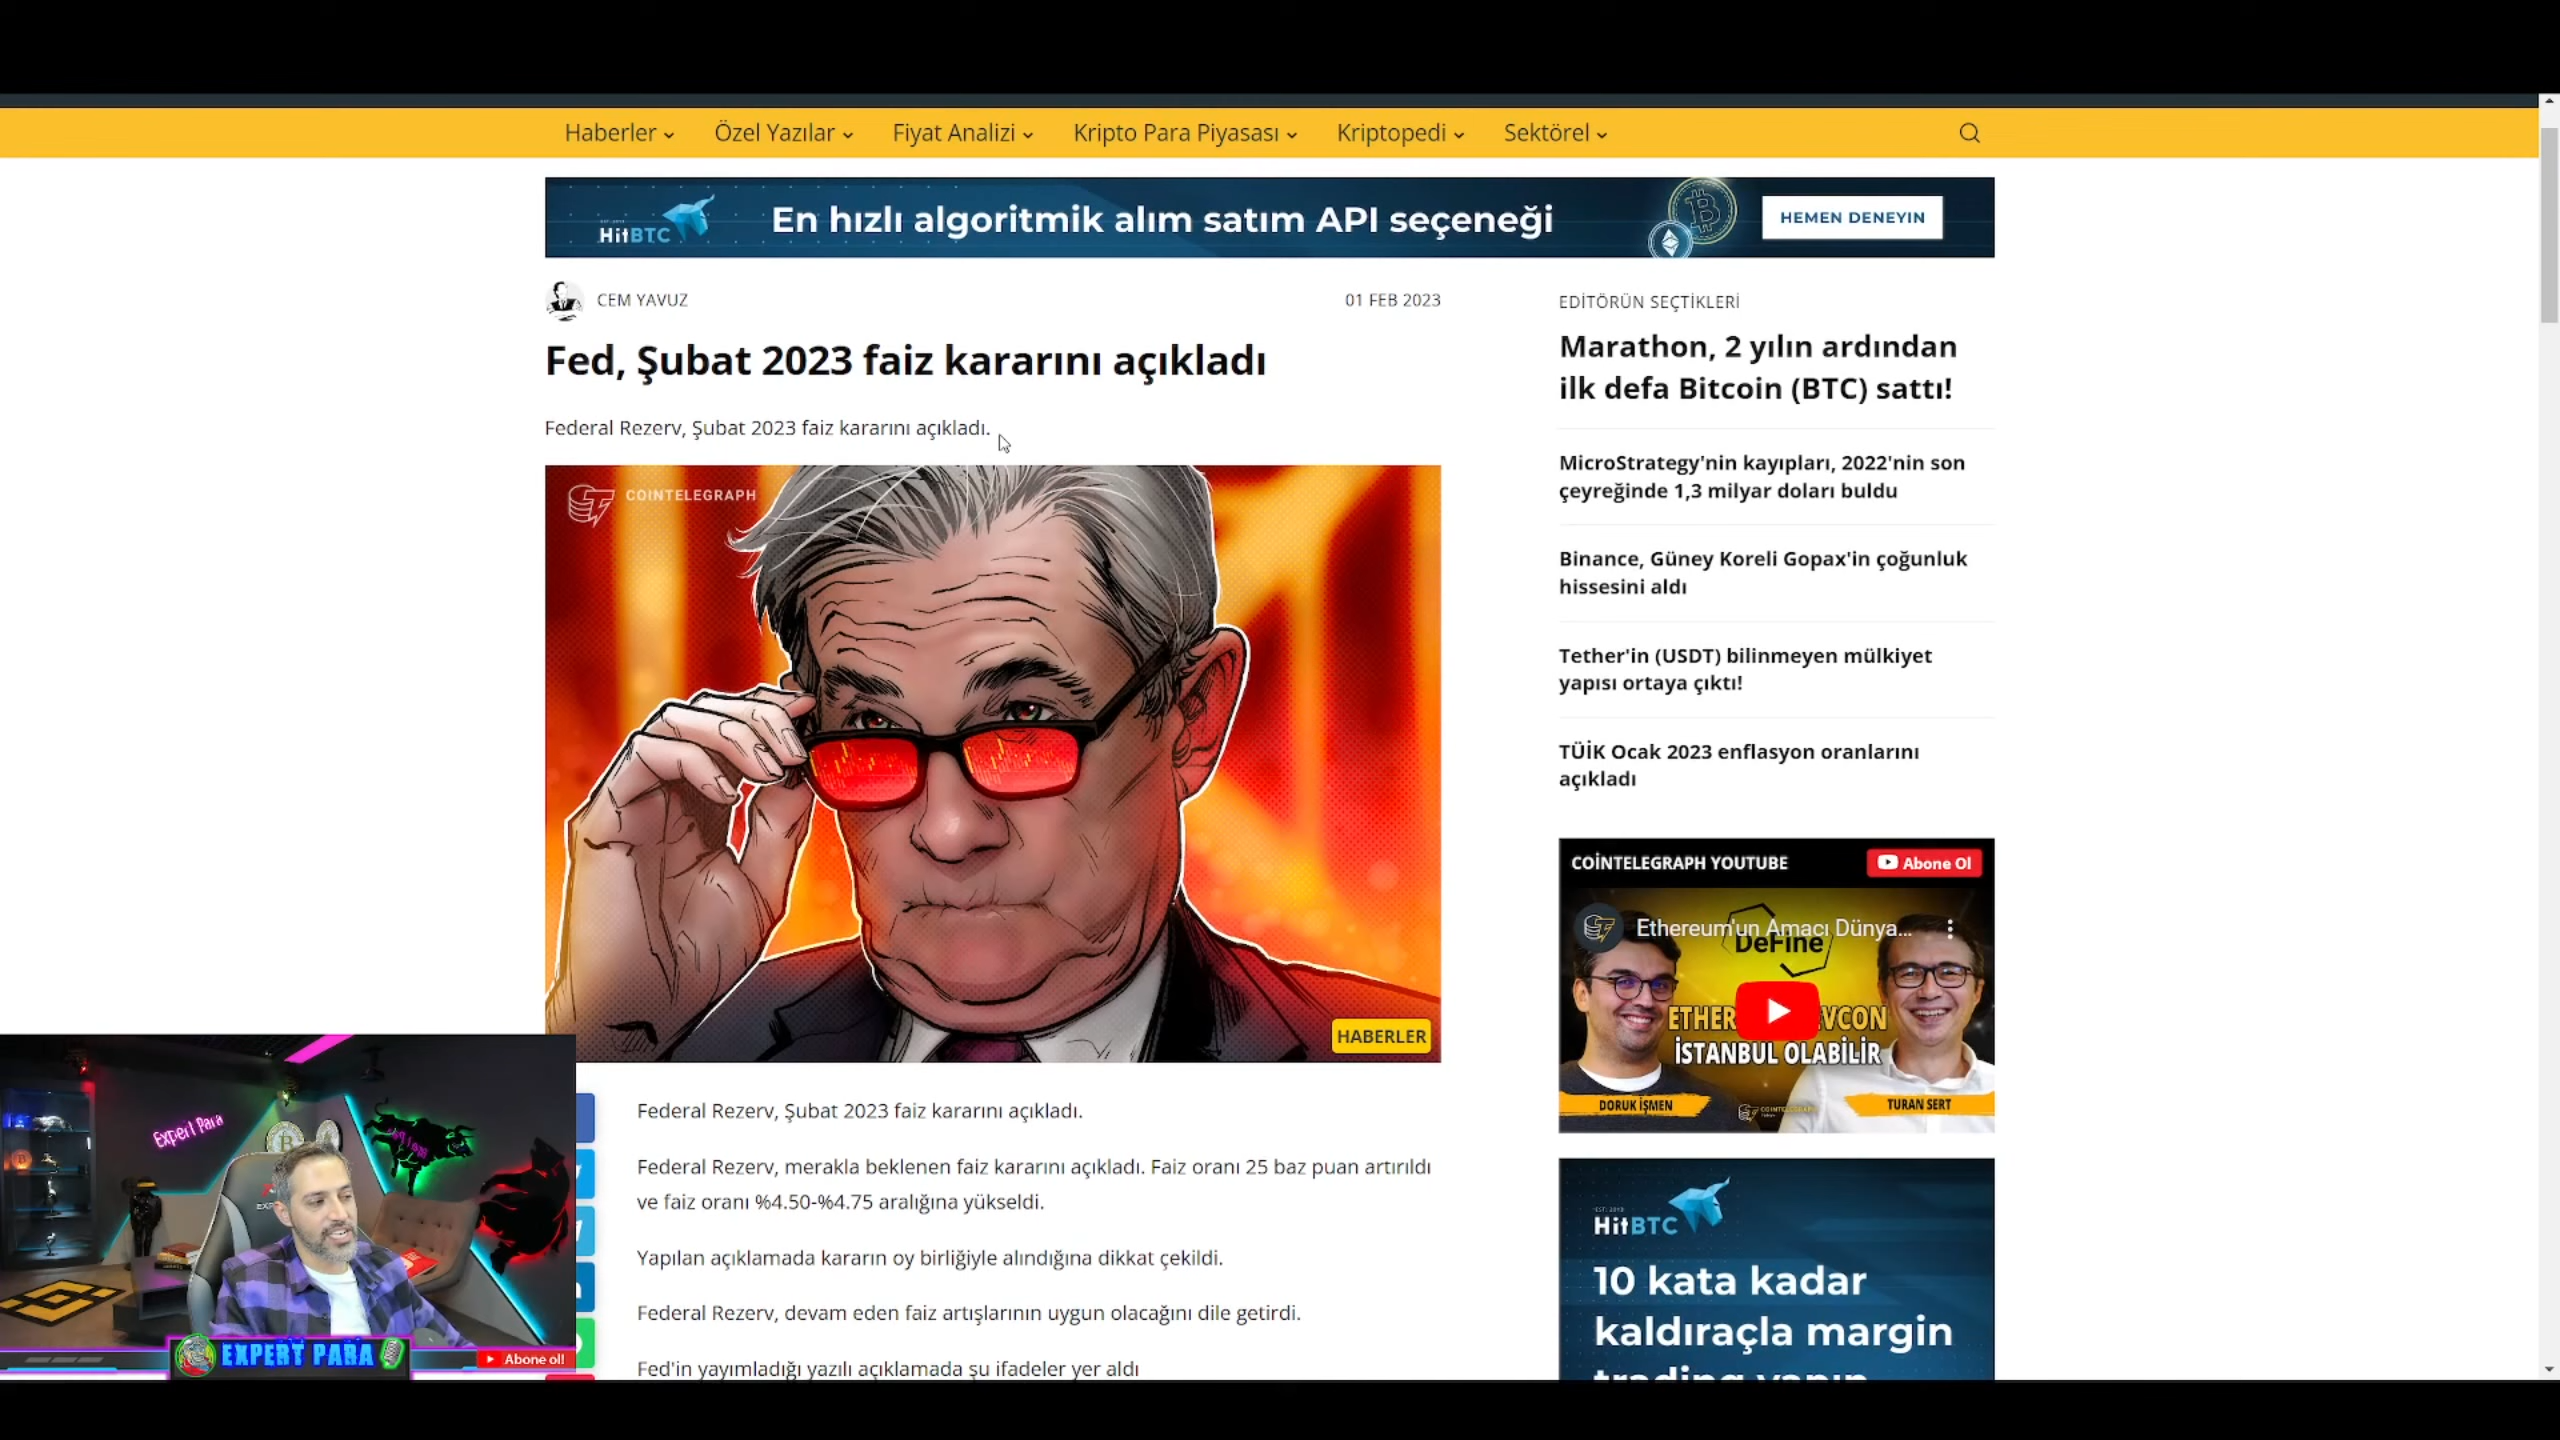 Haberler
Özel Yazılar
Fiyat Analizi
Kripto Para Piyasası
Kriptopedi
Sektörel
HitBTC
En hızlı algoritmik alım satım API seçeneği
HEMEN DENEYIN
CEM YAVUZ
01 FEB 2023
Fed, Şubat 2023 faiz kararını açıkladı
Federal Rezerv, Şubat 2023 faiz kararını açıkladı.
COINTELEGRAPH
HABERLER
Federal Rezerv, Şubat 2023 faiz kararını açıkladı.
Federal Rezerv, merakla beklenen faiz kararını açıkladı. Faiz oranı 25 baz puan artırıldı
ve faiz oranı %4.50-%4.75 aralığına yükseldi.
Yapılan açıklamada kararın oy birliğiyle alındığına dikkat çekildi.
Federal Rezerv, devam eden faiz artışlarının uygun olacağını dile getirdi.
Fed'in yayımladığı yazılı açıklamada şu ifadeler yer aldı
EDİTÖRÜN SEÇTİKLERİ
Marathon, 2 yılın ardından
ilk defa Bitcoin (BTC) sattı!
MicroStrategy'nin kayıpları, 2022'nin son
çeyreğinde 1,3 milyar doları buldu
Binance, Güney Koreli Gopax'in çoğunluk
hissesini aldı
Tether'in (USDT) bilinmeyen mülkiyet
yapısı ortaya çıktı!
TÜİK Ocak 2023 enflasyon oranlarını
açıkladı
COİNTELEGRAPH YOUTUBE
Abone Ol
Ethereum'un Amacı Dünya...
DeFine
İSTANBUL OLABİLİR
DORUK İŞMEN
TURAN SERT
HitBTC
10 kata kadar
kaldıraçla margin
trading yapın
Expert Para
EXPERT PARA
Abone ol!